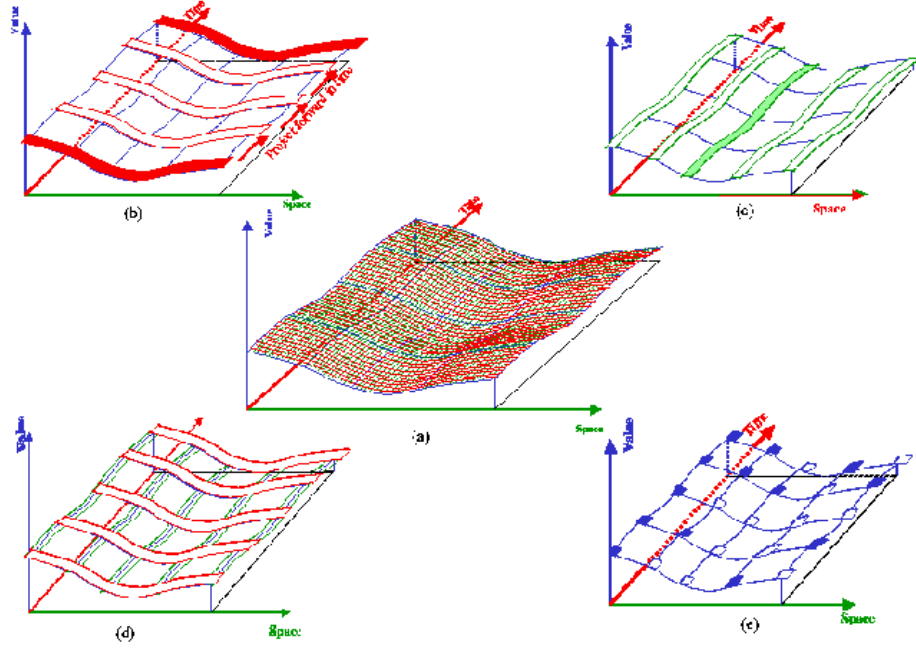 Value
Time
Project forward in time
Space
(b)
Value
Time
Space
(c)
Value
Time
Space
(a)
Value
Space
(d)
Value
Time
Space
(e)